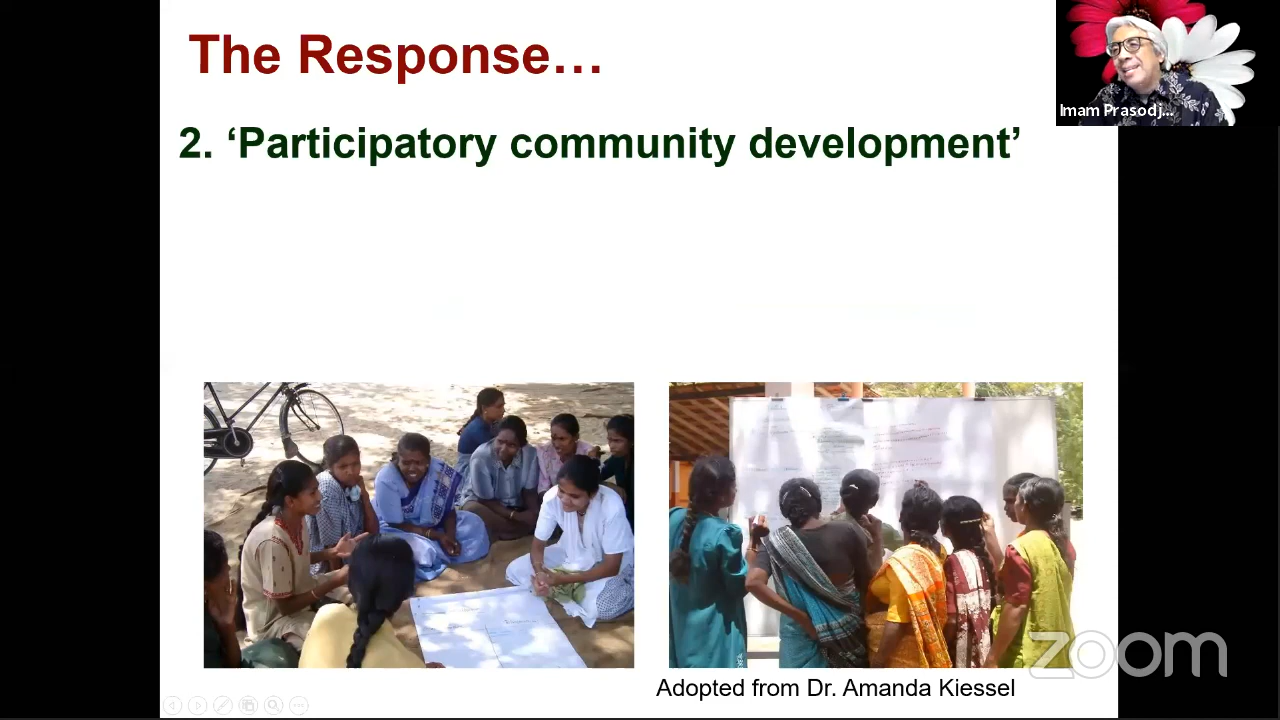 The Response…
Imam Prasodj...
2. ‘Participatory community development’
zoom
Adopted from Dr. Amanda Kiessel